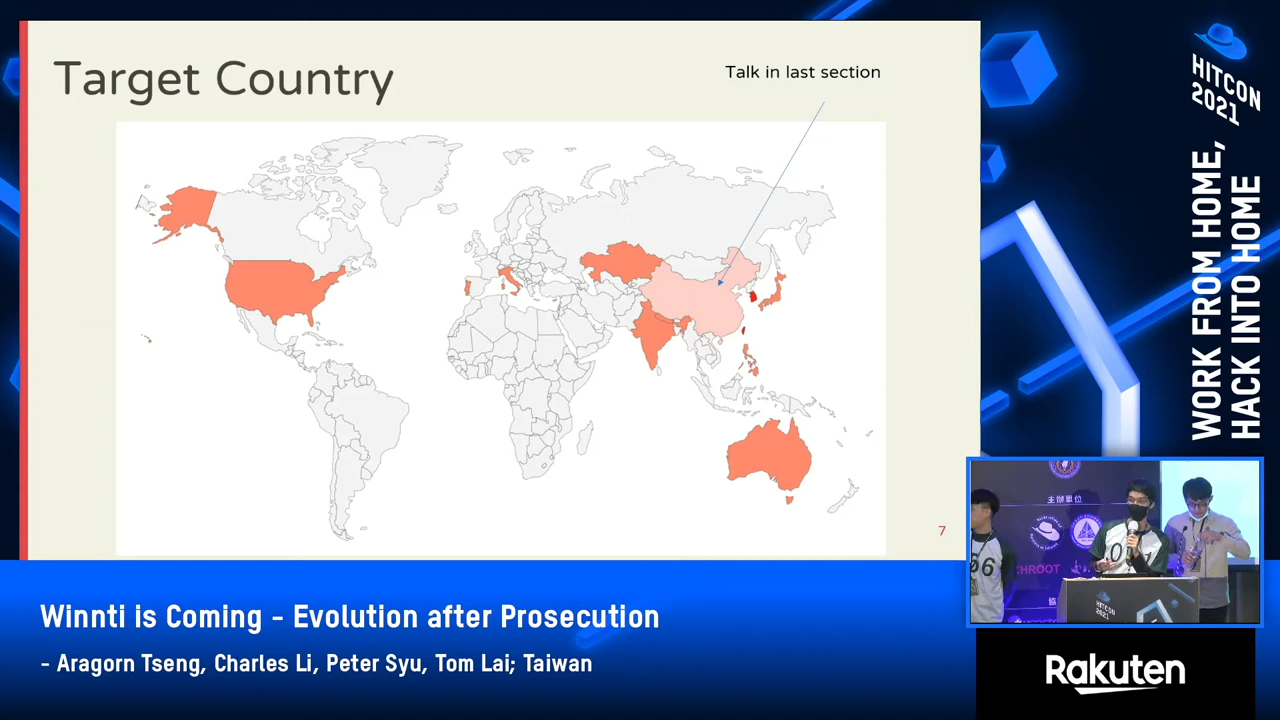 Target Country
Talk in last section
7
HITCON
2021
WORK FROM HOME,
HACK INTO HOME
主辦單位
HITCON
2021
Winnti is Coming - Evolution after Prosecution
- Aragorn Tseng, Charles Li, Peter Syu, Tom Lai; Taiwan
Rakuten